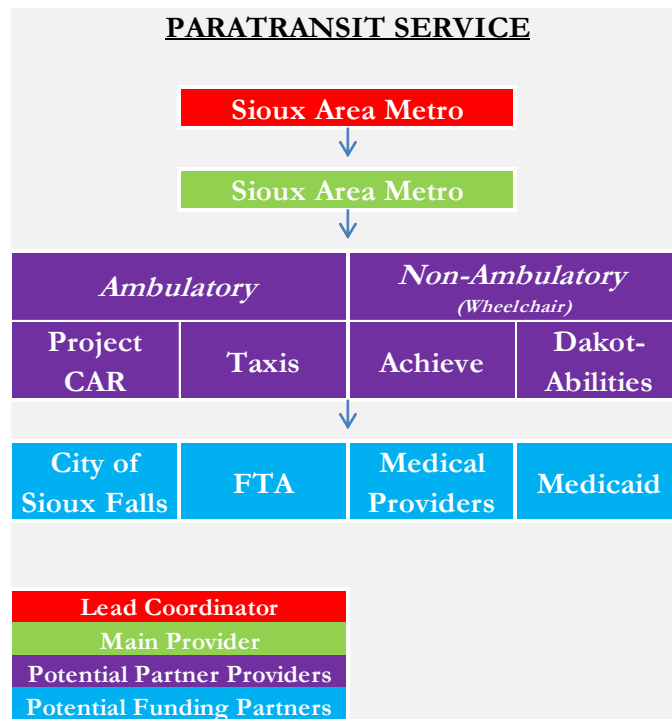 PARATRANSIT SERVICE
Sioux Area Metro
Sioux Area Metro
Ambulatory
Non-Ambulatory
(Wheelchair)
Project
CAR
Taxis
Achieve
Dakot-
Abilities
City of
Sioux Falls
FTA
Medical
Providers
Medicaid
Lead Coordinator
Main Provider
Potential Partner Providers
Potential Funding Partners